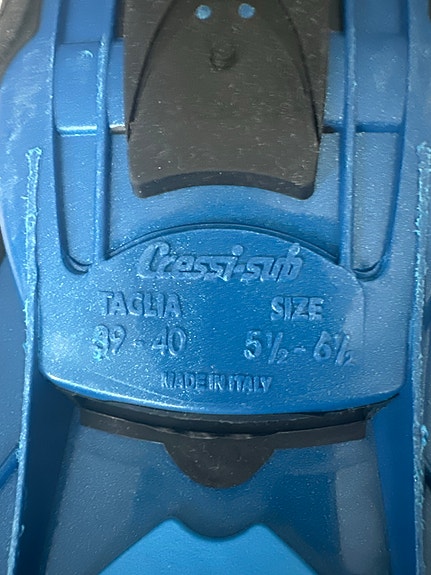 Cressi-sub
TAGLIA SIZE
39-40 5½-6½
MADE IN ITALY